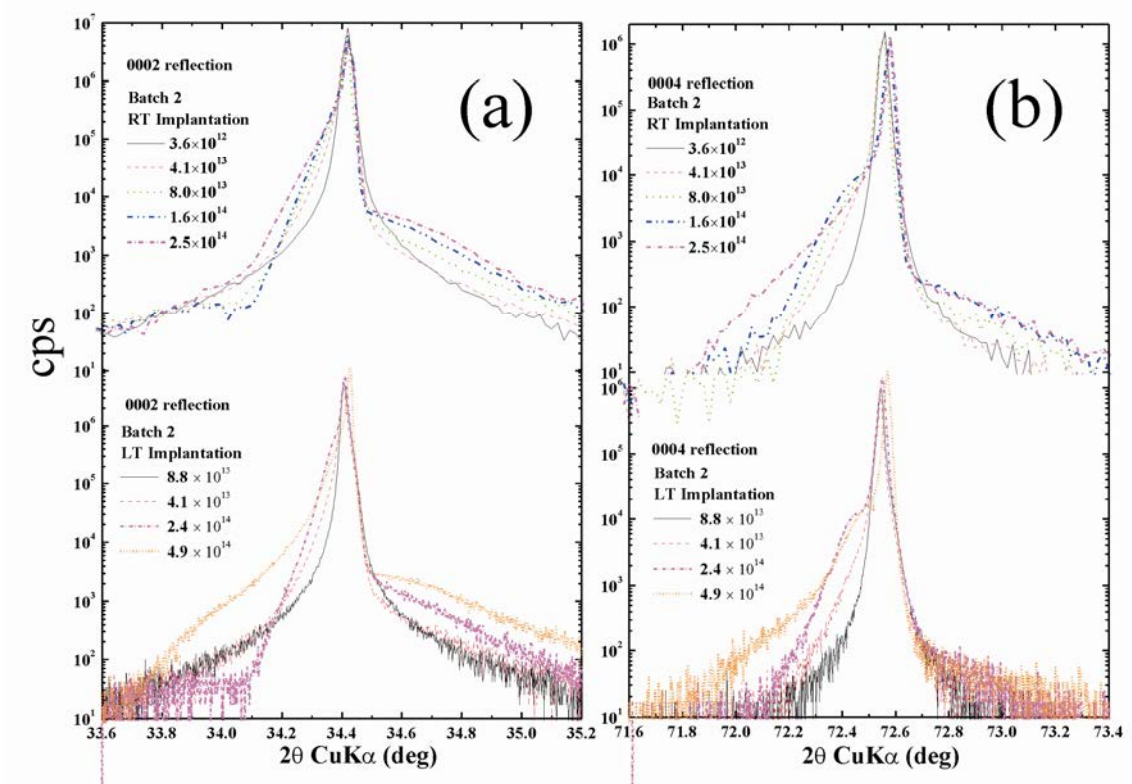 10^7
10^6
10^5
10^4
10^3
10^2
10^1
0002 reflection
Batch 2
RT Implantation
3.6×10^12
4.1×10^13
8.0×10^13
1.6×10^14
2.5×10^14
(a)
10^6
10^5
10^4
10^3
10^2
10^1
0004 reflection
Batch 2
RT Implantation
3.6×10^12
4.1×10^13
8.0×10^13
1.6×10^14
2.5×10^14
(b)
cps
10^6
10^5
10^4
10^3
10^2
10^1
0002 reflection
Batch 2
LT Implantation
8.8 × 10^13
4.1 × 10^13
2.4 × 10^14
4.9 × 10^14
33.6 33.8 34.0 34.2 34.4 34.6 34.8 35.0 35.2
2θ CuKα (deg)
10^6
10^5
10^4
10^3
10^2
10^1
0004 reflection
Batch 2
LT Implantation
8.8 × 10^13
4.1 × 10^13
2.4 × 10^14
4.9 × 10^14
71.6 71.8 72.0 72.2 72.4 72.6 72.8 73.0 73.2 73.4
2θ CuKα (deg)